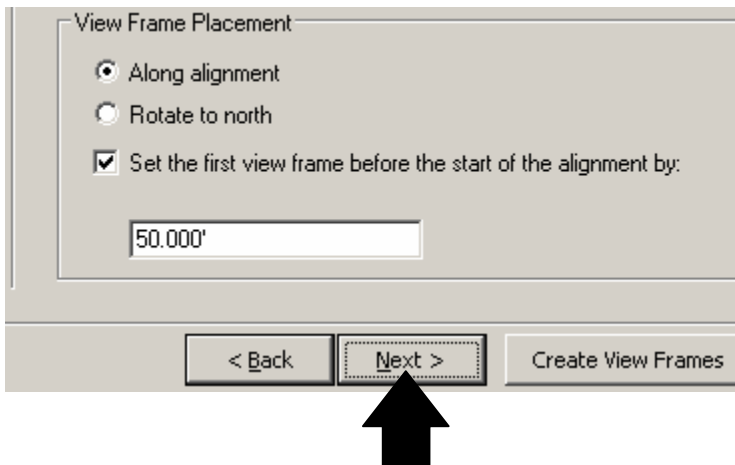 View Frame Placement
Along alignment
Rotate to north
Set the first view frame before the start of the alignment by:
50.000'
< Back
Next >
Create View Frames